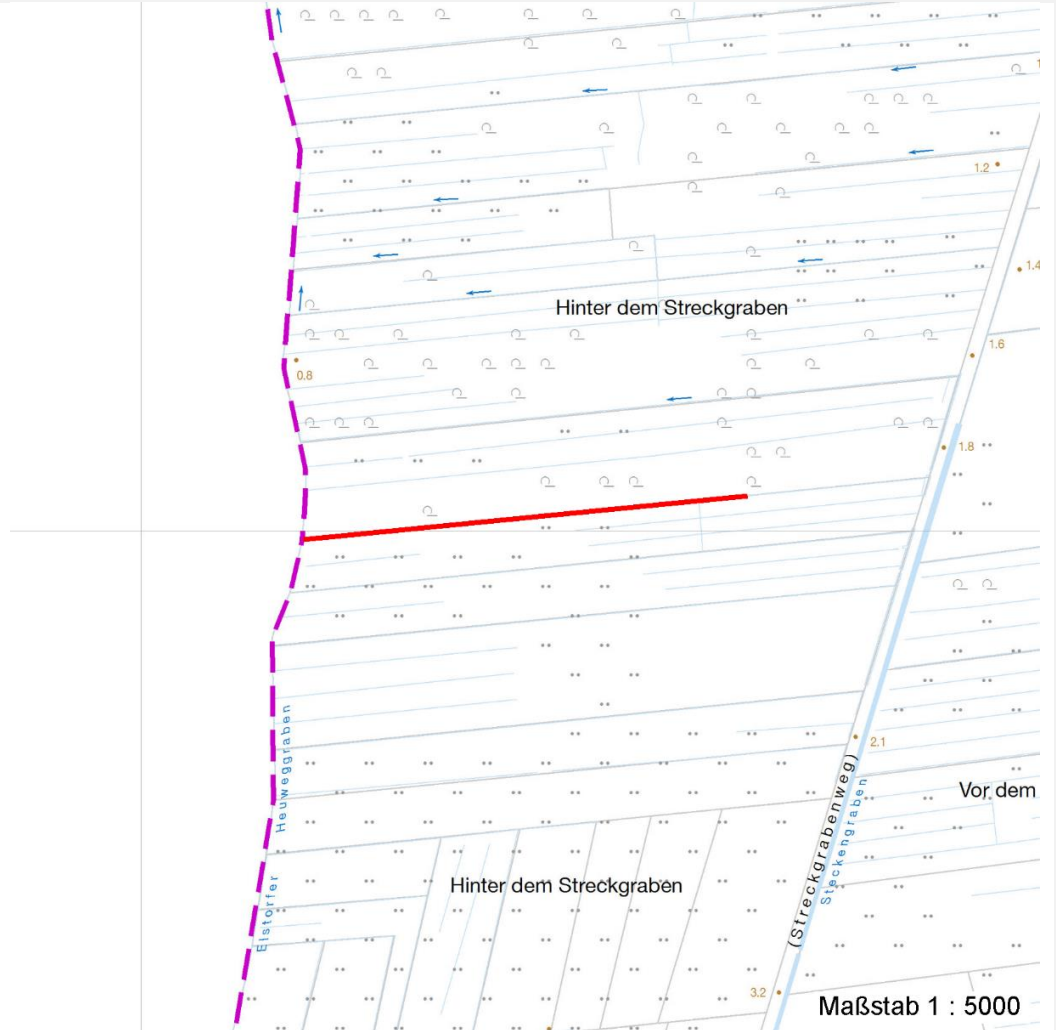 1.2
1.4
Hinter dem Streckgraben
1.6
0.8
1.8
Elstorfer Heuweggraben
2.1
(Streckgrabenweg)
Steckengraben
Vor dem
Hinter dem Streckgraben
3.2
Maßstab 1 : 5000